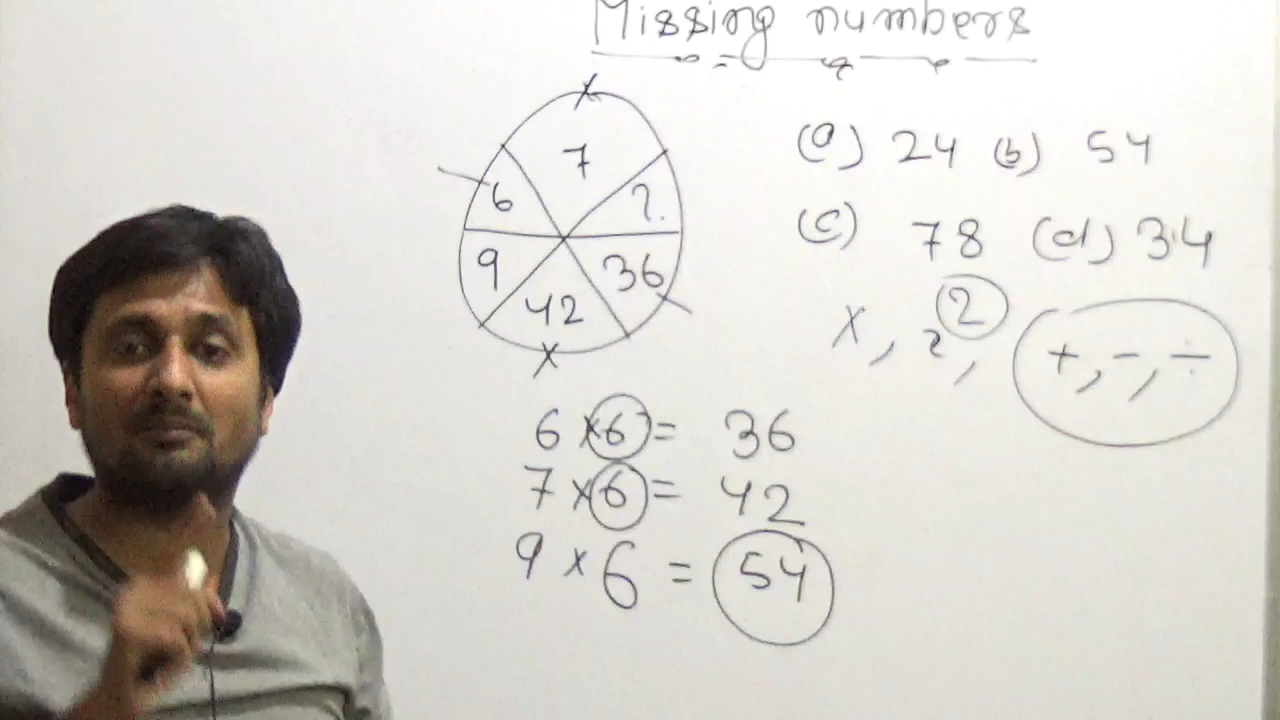 Missing numbers
7
6 ?
9 36
42
(a) 24 (b) 54
(c) 78 (d) 34
x, 2², +, -, ÷
6 x 6 = 36
7 x 6 = 42
9 x 6 = 54